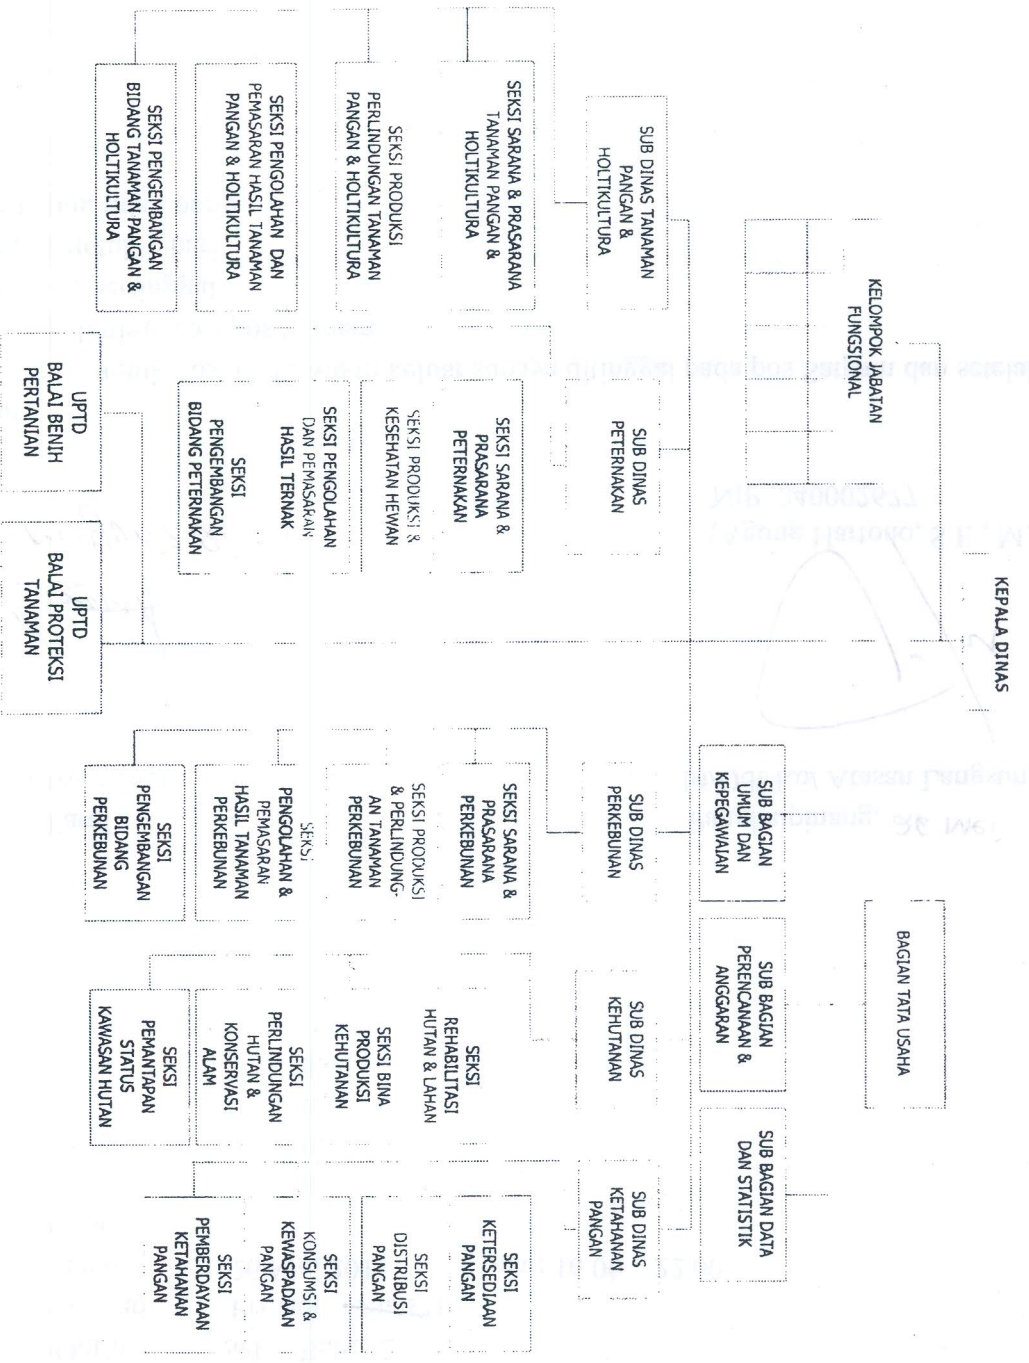 KEPALA DINAS
KELOMPOK JABATAN
FUNGSIONAL
BAGIAN TATA USAHA
SUB BAGIAN
UMUM DAN
KEPEGAWAIAN
SUB BAGIAN
PERENCANAAN &
ANGGARAN
SUB BAGIAN DATA
DAN STATISTIK
SUB DINAS TANAMAN
PANGAN &
HOLTIKULTURA
SUB DINAS
PETERNAKAN
SUB DINAS
PERKEBUNAN
SUB DINAS
KEHUTANAN
SUB DINAS
KETAHANAN
PANGAN
SEKSI SARANA & PRASARANA
TANAMAN PANGAN &
HOLTIKULTURA
SEKSI PRODUKSI
PERLINDUNGAN TANAMAN
PANGAN & HOLTIKULTURA
SEKSI PENGOLAHAN DAN
PEMASARAN HASIL TANAMAN
PANGAN & HOLTIKULTURA
SEKSI PENGEMBANGAN
BIDANG TANAMAN PANGAN &
HOLTIKULTURA
SEKSI SARANA &
PRASARANA
PETERNAKAN
SEKSI PRODUKSI &
KESEHATAN HEWAN
SEKSI PENGOLAHAN
DAN PEMASARAN
HASIL TERNAK
SEKSI
PENGEMBANGAN
BIDANG PETERNAKAN
SEKSI SARANA &
PRASARANA
PERKEBUNAN
SEKSI PRODUKSI
& PERLINDUNG-
AN TANAMAN
PERKEBUNAN
SEKSI
PENGOLAHAN &
PEMASARAN
HASIL TANAMAN
PERKEBUNAN
SEKSI
PENGEMBANGAN
BIDANG
PERKEBUNAN
SEKSI
REHABILITASI
HUTAN & LAHAN
SEKSI BINA
PRODUKSI
KEHUTANAN
SEKSI
PERLINDUNGAN
HUTAN &
KONSERVASI
ALAM
SEKSI
PEMANTAPAN
STATUS
KAWASAN HUTAN
SEKSI
KETERSEDIAAN
PANGAN
SEKSI
DISTRIBUSI
PANGAN
SEKSI
KONSUMSI &
KEWASPADAAN
PANGAN
SEKSI
PEMBERDAYAAN
KETAHANAN
PANGAN
UPTD
BALAI BENIH
PERTANIAN
UPTD
BALAI PROTEKSI
TANAMAN